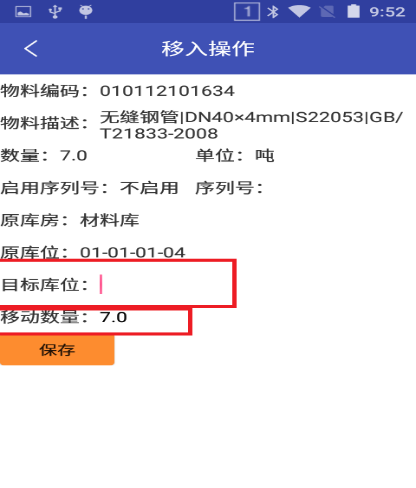 1 9:52
移入操作
物料编码：010112101634
物料描述：无缝钢管|DN40×4mm|S22053|GB/
T21833-2008
数量：7.0 单位：吨
启用序列号：不启用 序列号：
原库房：材料库
原库位：01-01-01-04
目标库位：
移动数量：7.0
保存